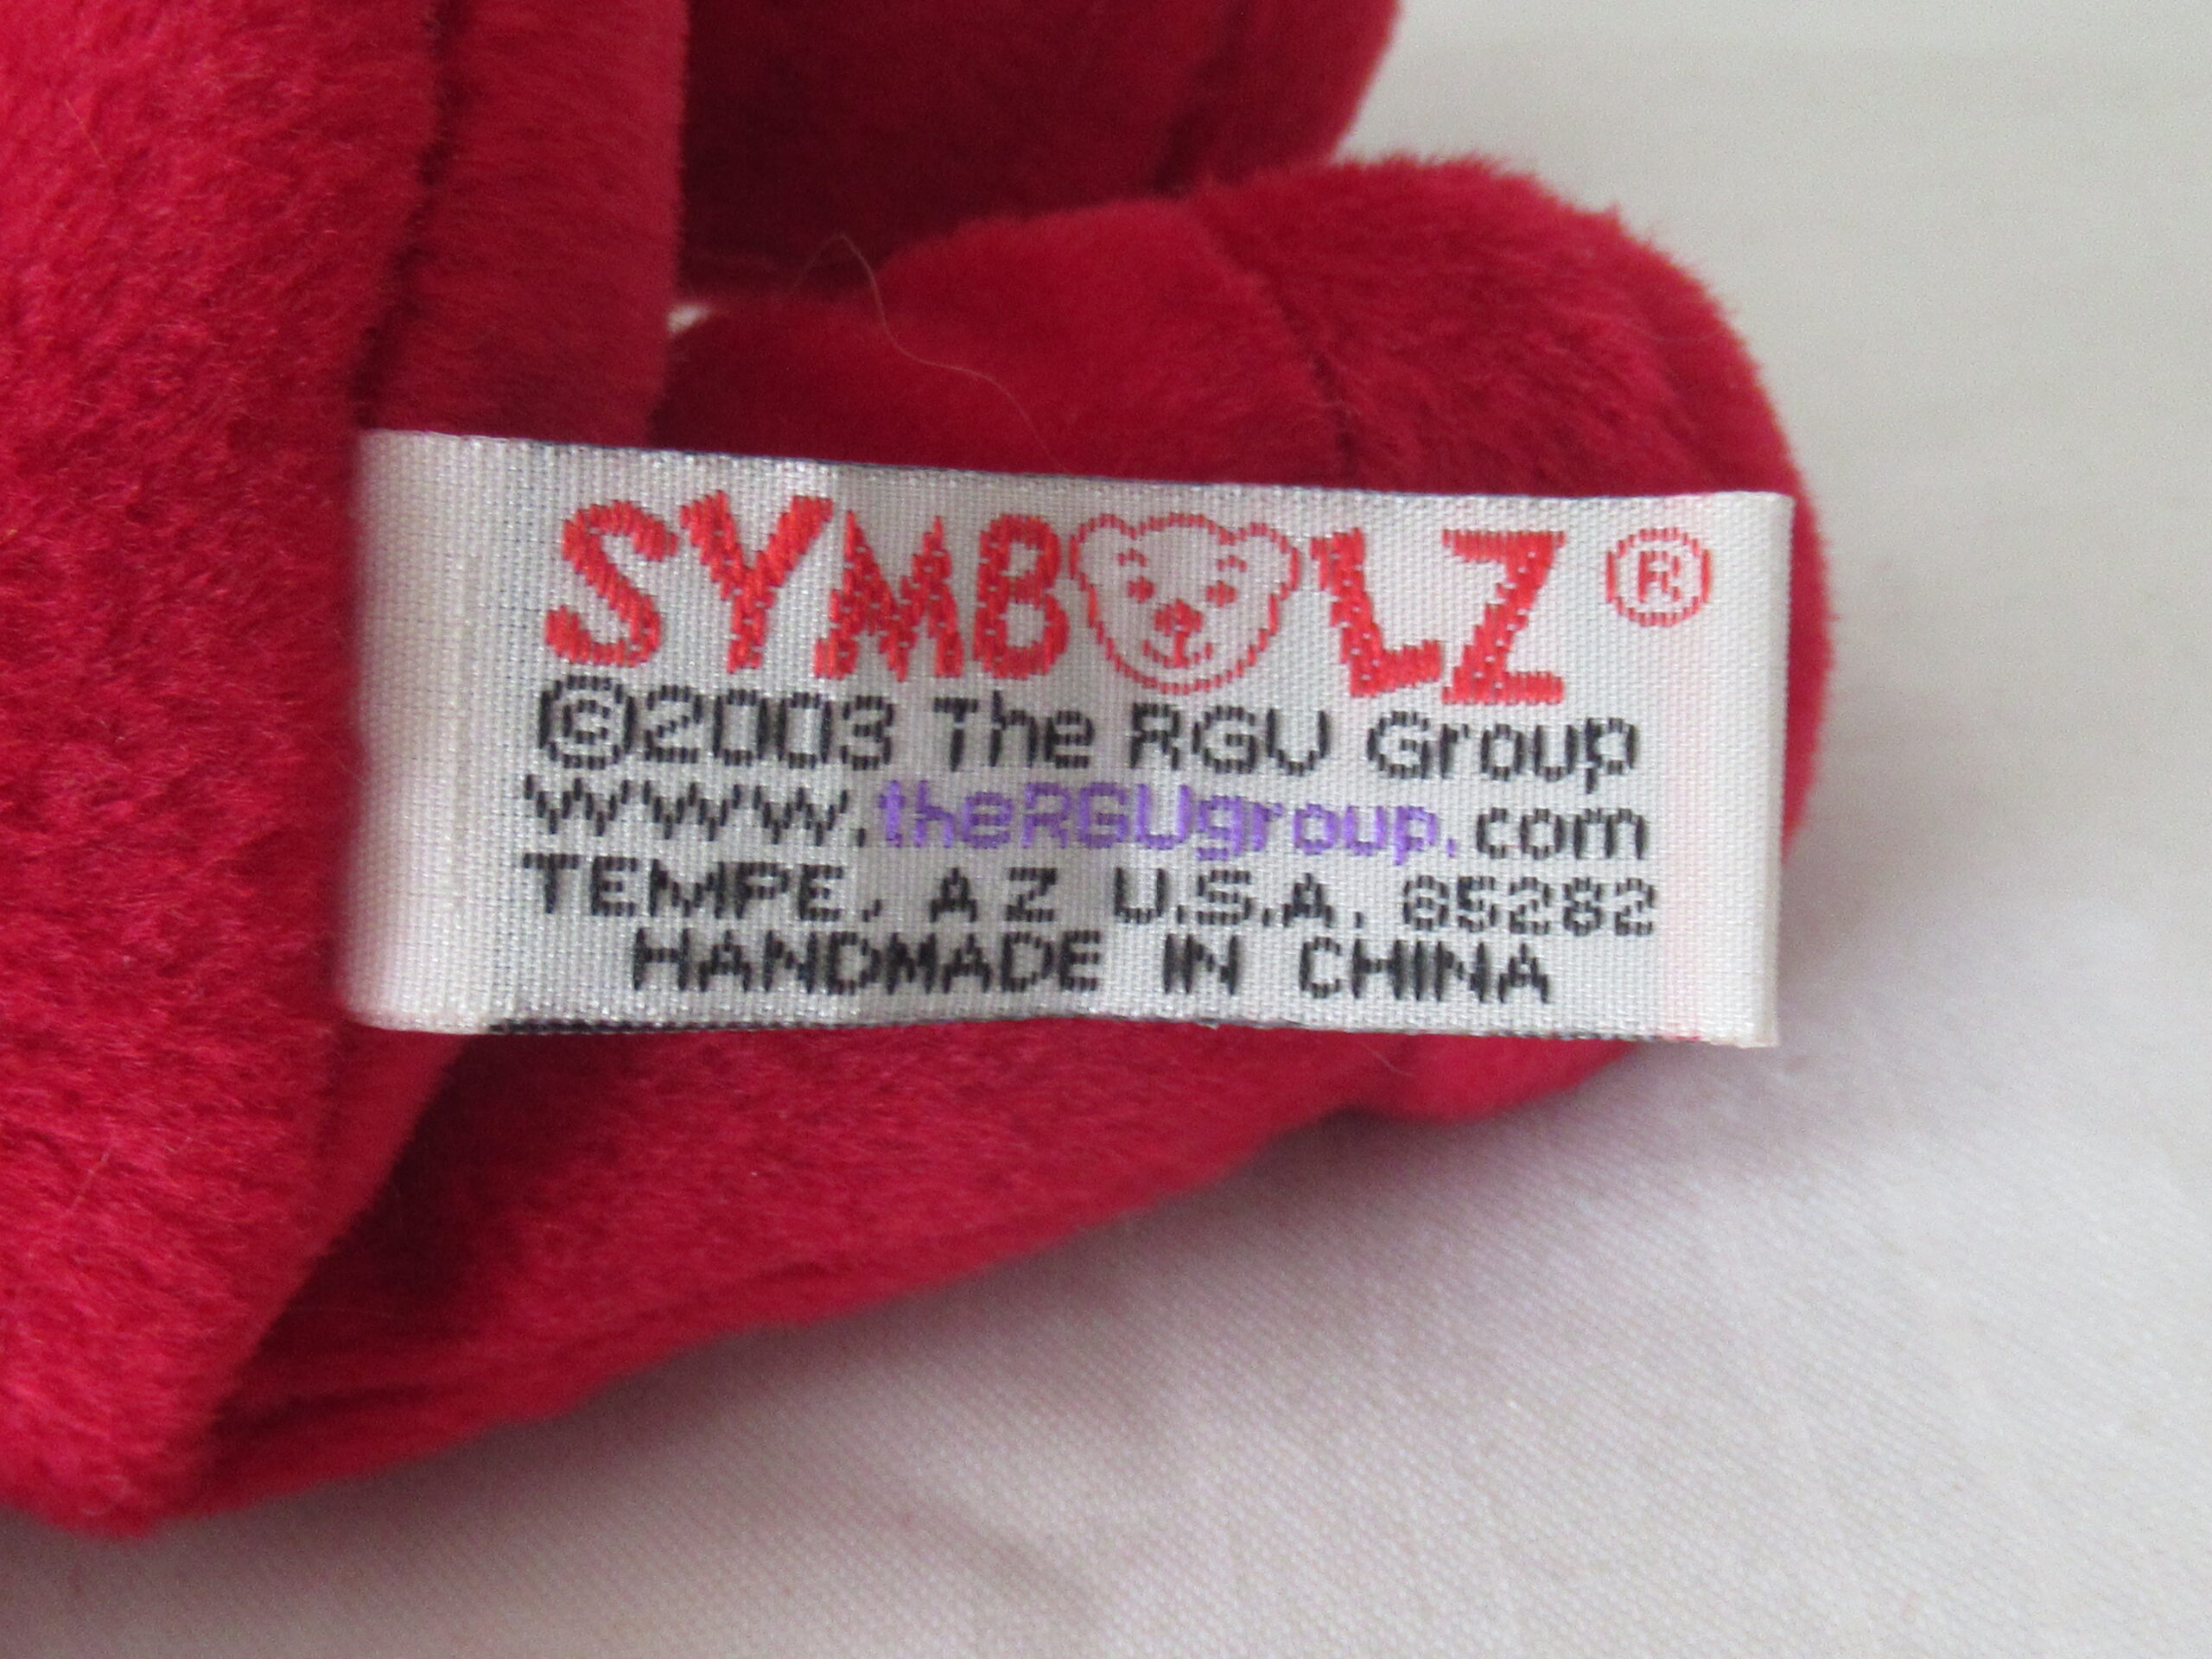 SYMBOLZ ®
©2003 The RGU Group
www.theRGUgroup.com
TEMPE, AZ U.S.A. 85282
HANDMADE IN CHINA